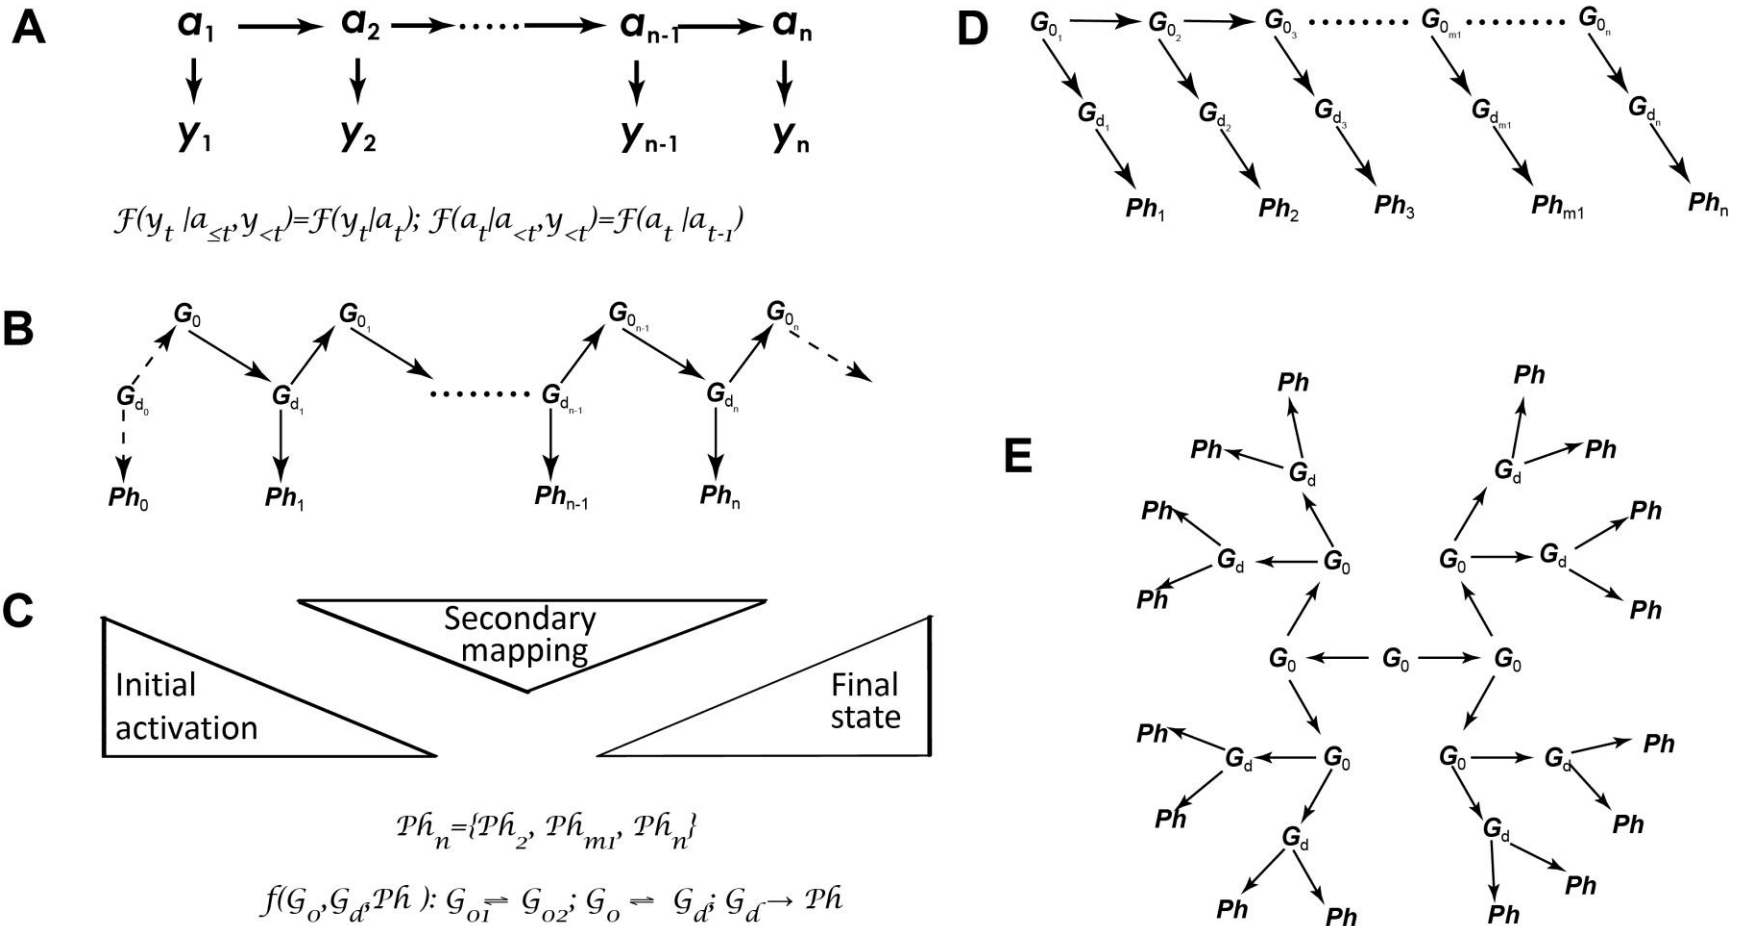 A
a1 a2 ...... an-1 an
y1 y2 yn-1 yn
F(yt |a≤t,y<t)=F(yt|at); F(at|a<t,y<t)=F(at |at-1)
B
G0 G01 G0n-1 G0n
Gd0 Gd1 Gdn-1 Gdn
Ph0 Ph1 Phn-1 Phn
C
Secondary
mapping
Initial
activation
Final
state
Phn={Ph2, Phm1, Phn}
f(Go,Gd,Ph ): Go1⇌ Go2; Go ⇌ Gd; Gd→ Ph
D
G01 G02 G03 G0m1 G0n
Gd1 Gd2 Gd3 Gdm1 Gdn
Ph1 Ph2 Ph3 Phm1 Phn
E
Ph Ph
Ph Gd Gd Ph
Ph Ph
Gd G0 G0 Gd
Ph Ph
G0 G0 G0
Ph Ph
Gd G0 G0 Gd
Ph Ph
Gd Gd
Ph Ph Ph Ph